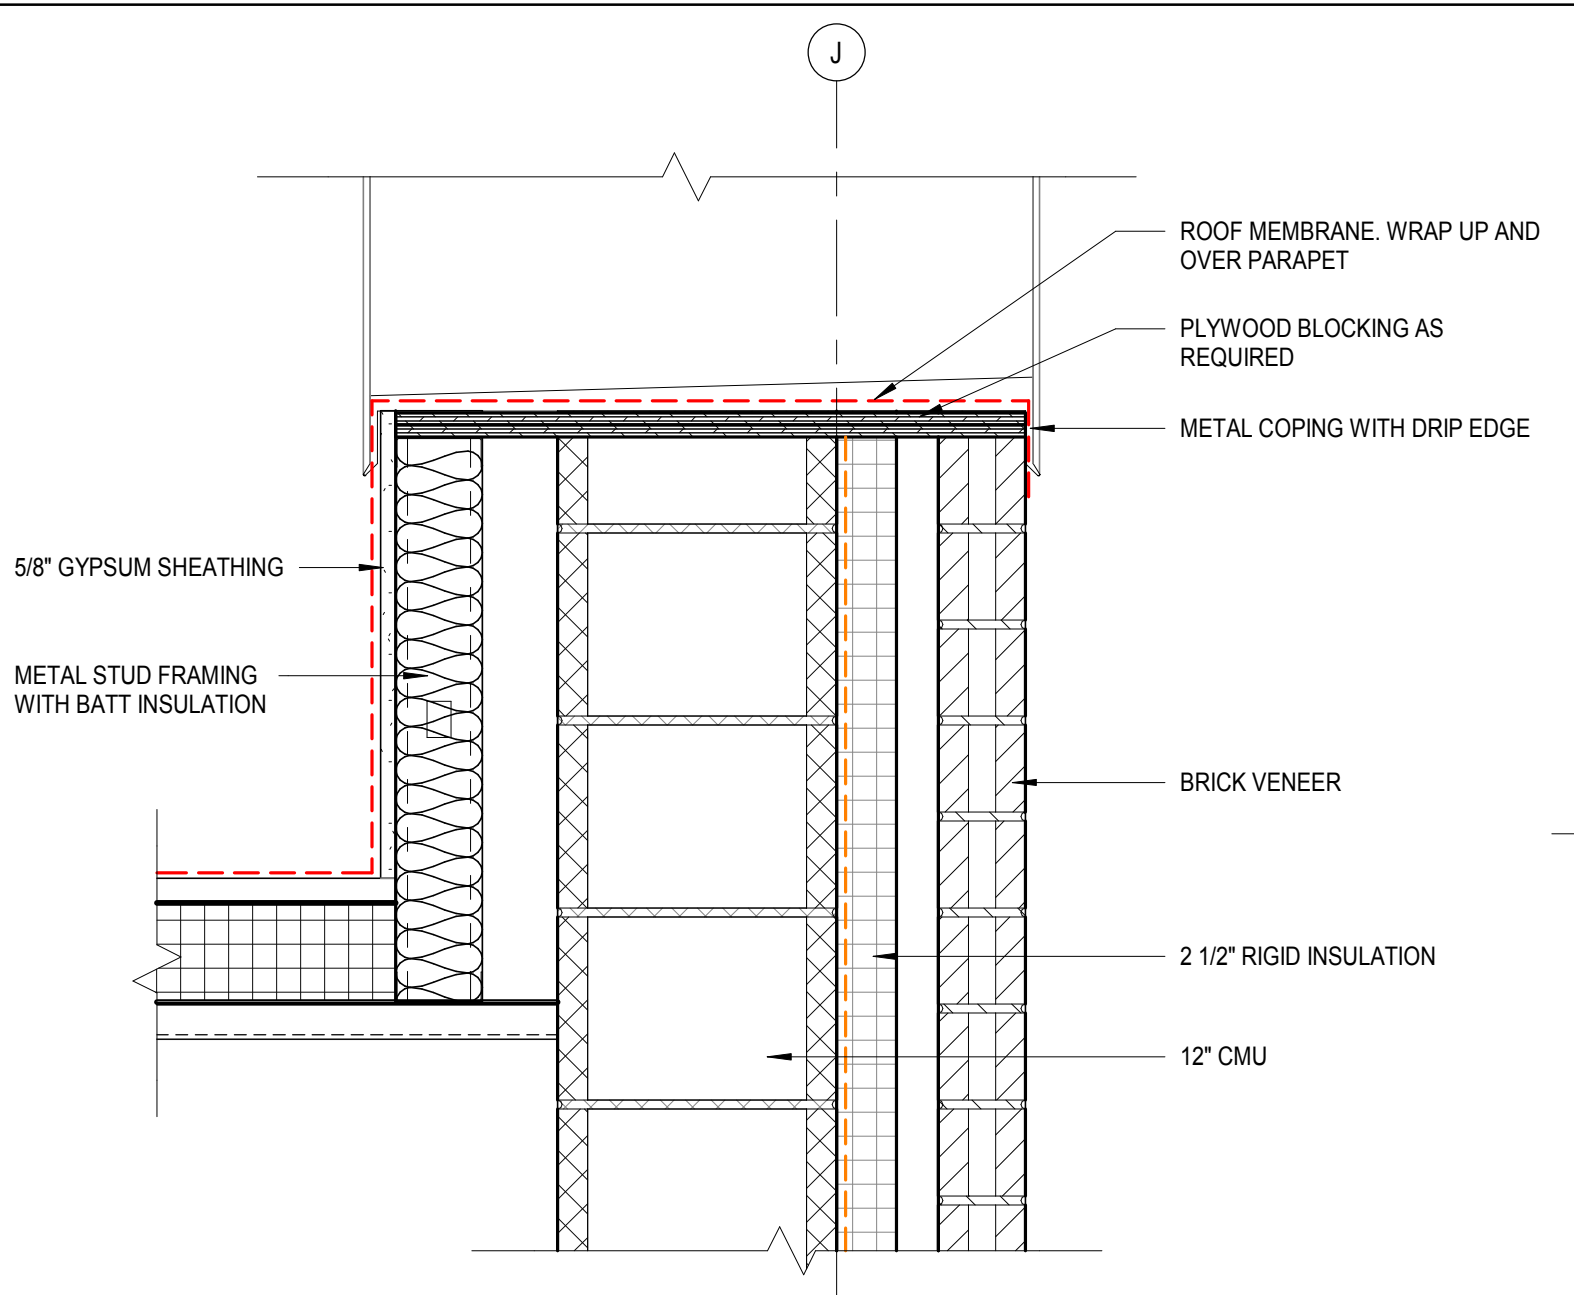 J
ROOF MEMBRANE. WRAP UP AND
OVER PARAPET
PLYWOOD BLOCKING AS
REQUIRED
METAL COPING WITH DRIP EDGE
5/8" GYPSUM SHEATHING
METAL STUD FRAMING
WITH BATT INSULATION
BRICK VENEER
2 1/2" RIGID INSULATION
12" CMU